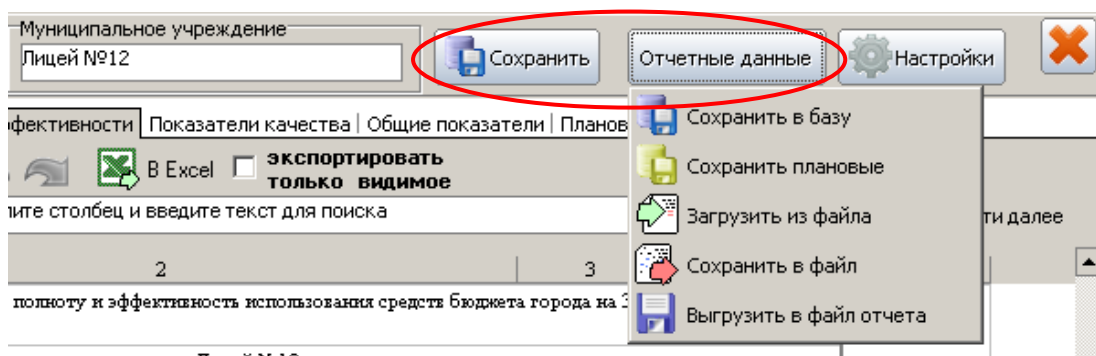 Муниципальное учреждение
Лицей №12
Сохранить
Отчетные данные
Настройки
Сохранить в базу
Сохранить плановые
Загрузить из файла
Сохранить в файл
Выгрузить в файл отчета
ффективности Показатели качества Общие показатели Планов
В Excel экспортировать
только видимое
лите столбец и введите текст для поиска
ти далее
2 3
полноту и эффективность использования средств бюджета города на